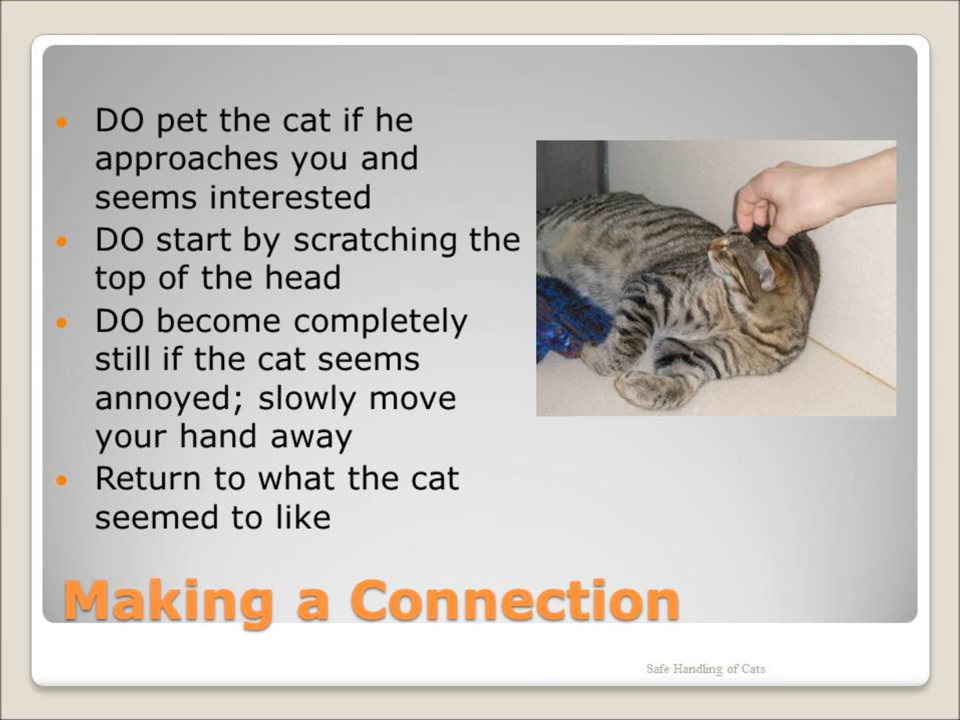 DO pet the cat if he
approaches you and
seems interested
DO start by scratching the
top of the head
DO become completely
still if the cat seems
annoyed; slowly move
your hand away
Return to what the cat
seemed to like
Making a Connection
Safe Handling of Cats